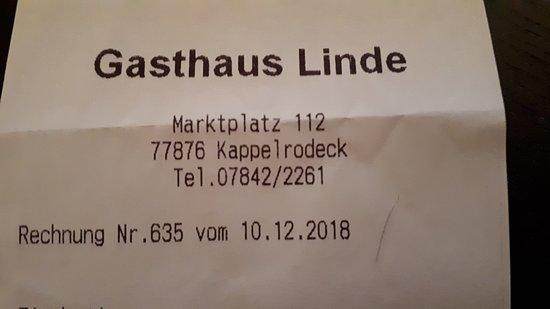 Gasthaus Linde
Marktplatz 112
77876 Kappelrodeck
Tel.07842/2261
Rechnung Nr.635 vom 10.12.2018